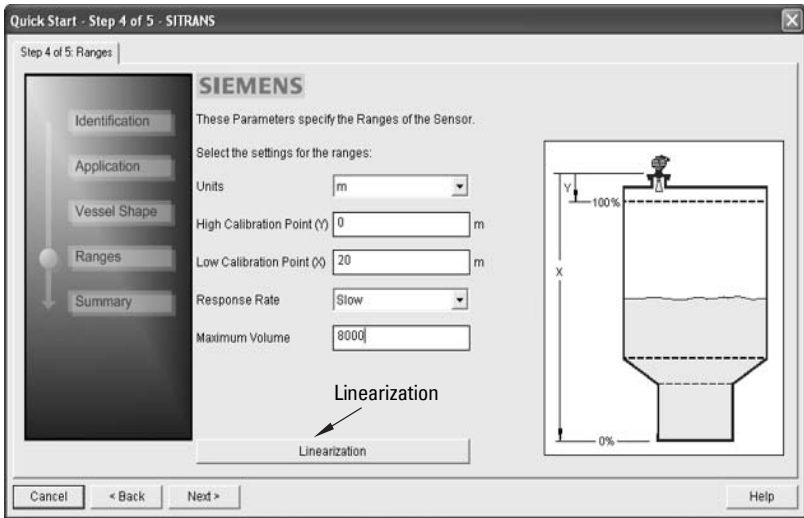 Quick Start - Step 4 of 5 - SITRANS
Step 4 of 5: Ranges
SIEMENS
Identification
Application
Vessel Shape
Ranges
Summary
These Parameters specify the Ranges of the Sensor.
Select the settings for the ranges:
Units m
High Calibration Point (Y) 0 m
Low Calibration Point (X) 20 m
Response Rate Slow
Maximum Volume 8000
Linearization
Linearization
Y
100%
X
0%
Cancel < Back Next > Help